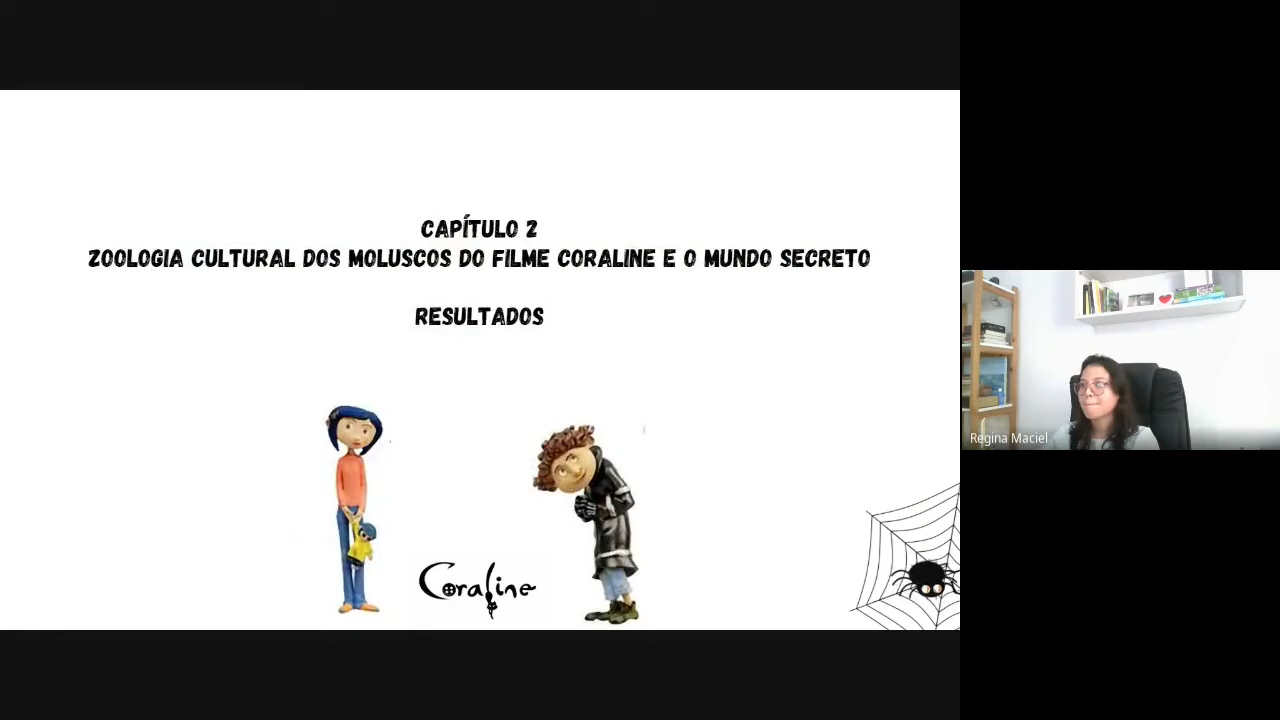 CAPÍTULO 2
ZOOLOGIA CULTURAL DOS MOLUSCOS DO FILME CORALINE E O MUNDO SECRETO
RESULTADOS
Coraline
Regina Maciel